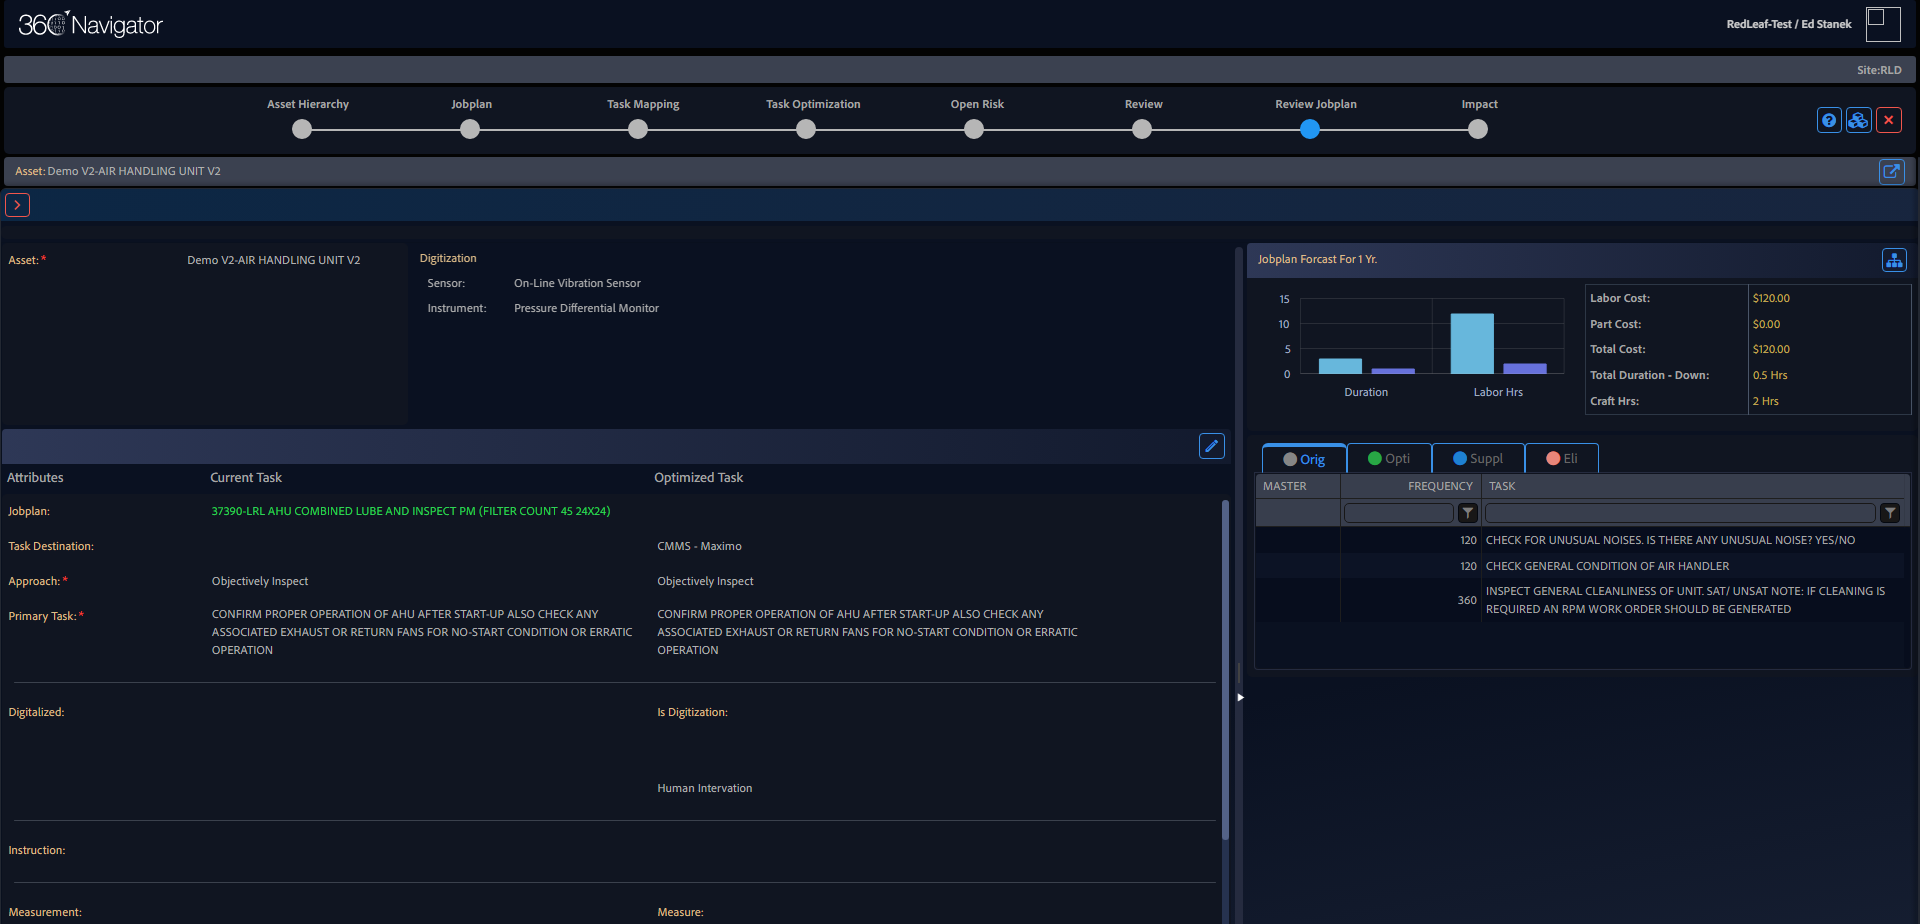 360 Navigator
RedLeaf-Test / Ed Stanek
Site:RLD
Asset Hierarchy
Jobplan
Task Mapping
Task Optimization
Open Risk
Review
Review Jobplan
Impact
Asset: Demo V2-AIR HANDLING UNIT V2
Asset: * Demo V2-AIR HANDLING UNIT V2
Digitization
Sensor: On-Line Vibration Sensor
Instrument: Pressure Differential Monitor
Attributes Current Task Optimized Task
Jobplan: 37390-LRL AHU COMBINED LUBE AND INSPECT PM (FILTER COUNT 45 24X24)
Task Destination: CMMS - Maximo
Approach: * Objectively Inspect Objectively Inspect
Primary Task: *
CONFIRM PROPER OPERATION OF AHU AFTER START-UP ALSO CHECK ANY
ASSOCIATED EXHAUST OR RETURN FANS FOR NO-START CONDITION OR ERRATIC
OPERATION
CONFIRM PROPER OPERATION OF AHU AFTER START-UP ALSO CHECK ANY
ASSOCIATED EXHAUST OR RETURN FANS FOR NO-START CONDITION OR ERRATIC
OPERATION
Digitalized: Is Digitization:
Human Intervation
Instruction:
Measurement: Measure:
Jobplan Forcast For 1 Yr.
15
10
5
0
Duration
Labor Hrs
Labor Cost: $120.00
Part Cost: $0.00
Total Cost: $120.00
Total Duration - Down: 0.5 Hrs
Craft Hrs: 2 Hrs
Orig
Opti
Suppl
Eli
MASTER FREQUENCY TASK
120 CHECK FOR UNUSUAL NOISES. IS THERE ANY UNUSUAL NOISE? YES/NO
120 CHECK GENERAL CONDITION OF AIR HANDLER
360 INSPECT GENERAL CLEANLINESS OF UNIT. SAT/ UNSAT NOTE: IF CLEANING IS
REQUIRED AN RPM WORK ORDER SHOULD BE GENERATED